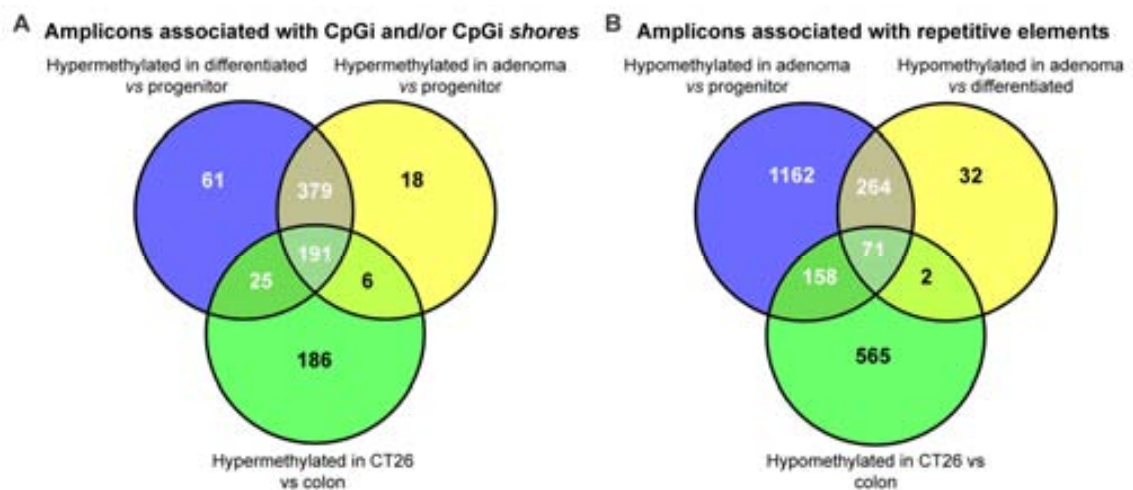 A Amplicons associated with CpGi and/or CpGi shores
Hypermethylated in differentiated
vs progenitor
Hypermethylated in adenoma
vs progenitor
61
379
18
191
25
6
186
Hypermethylated in CT26
vs colon
B Amplicons associated with repetitive elements
Hypomethylated in adenoma
vs progenitor
Hypomethylated in adenoma
vs differentiated
1162
264
32
71
158
2
565
Hypomethylated in CT26 vs
colon